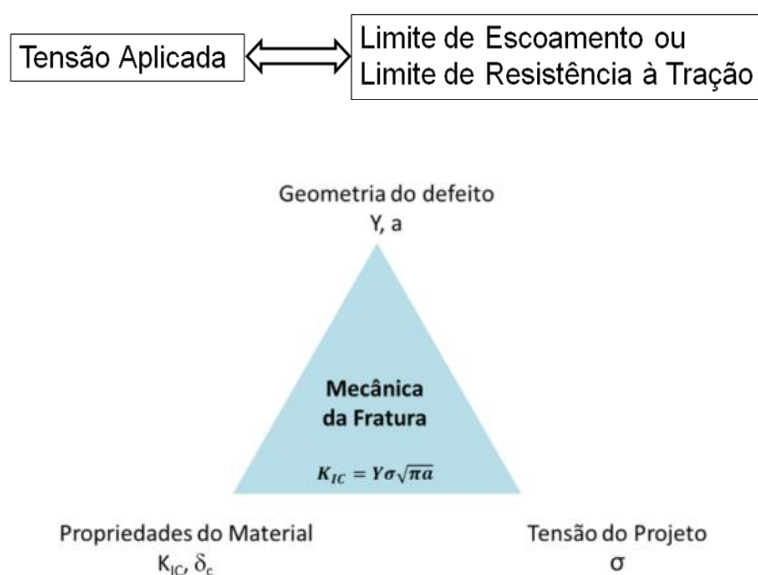 Tensão Aplicada
Limite de Escoamento ou
Limite de Resistência à Tração
Geometria do defeito
Y, a
Mecânica
da Fratura
K_IC = Yσ√πa
Propriedades do Material
K_IC, δ_c
Tensão do Projeto
σ